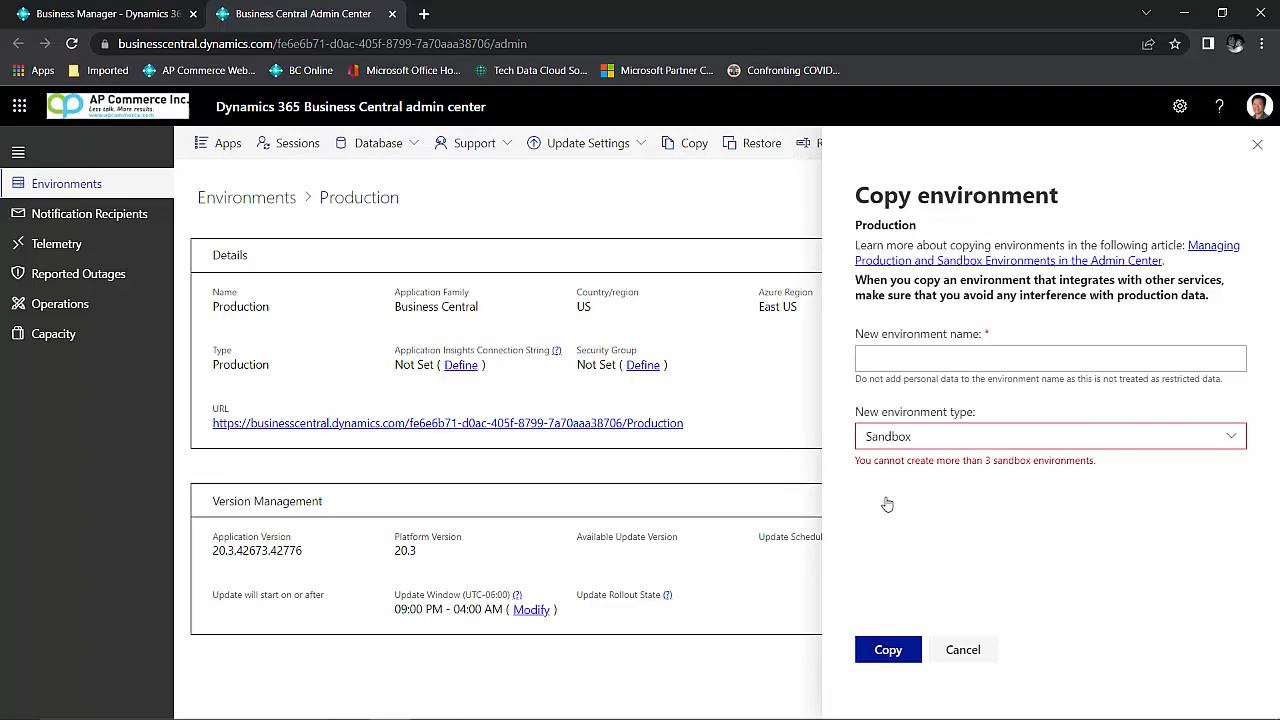 Business Manager - Dynamics 36
Business Central Admin Center
businesscentral.dynamics.com/fe6e6b71-d0ac-405f-8799-7a70aaa38706/admin
Apps
Imported
AP Commerce Web...
BC Online
Microsoft Office Ho...
Tech Data Cloud So...
Microsoft Partner C...
Confronting COVID...
AP Commerce Inc.
Less talk. More results.
www.apcommerce.com
Dynamics 365 Business Central admin center
?
Environments
Notification Recipients
Telemetry
Reported Outages
Operations
Capacity
Apps
Sessions
Database
Support
Update Settings
Copy
Restore
R
Environments > Production
Details
Name
Production
Application Family
Business Central
Country/region
US
Azure Region
East US
Type
Production
Application Insights Connection String (?)
Not Set ( Define )
Security Group
Not Set ( Define )
URL
https://businesscentral.dynamics.com/fe6e6b71-d0ac-405f-8799-7a70aaa38706/Production
Version Management
Application Version
20.3.42673.42776
Platform Version
20.3
Available Update Version
Update Schedul
Update will start on or after
Update Window (UTC-06:00) (?)
09:00 PM - 04:00 AM ( Modify )
Update Rollout State (?)
Copy environment
Production
Learn more about copying environments in the following article: Managing
Production and Sandbox Environments in the Admin Center.
When you copy an environment that integrates with other services,
make sure that you avoid any interference with production data.
New environment name: *
Do not add personal data to the environment name as this is not treated as restricted data.
New environment type:
Sandbox
You cannot create more than 3 sandbox environments.
Copy
Cancel